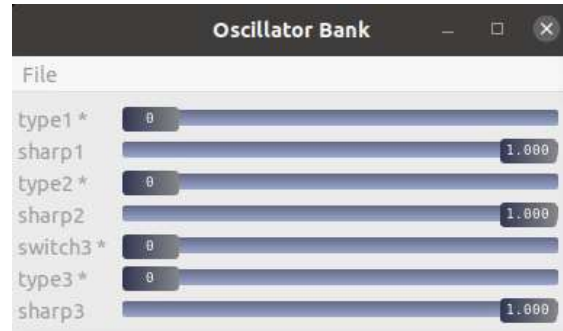 Oscillator Bank
File
type1 * 0
sharp1 1.000
type2 * 0
sharp2 1.000
switch3 * 0
type3 * 0
sharp3 1.000